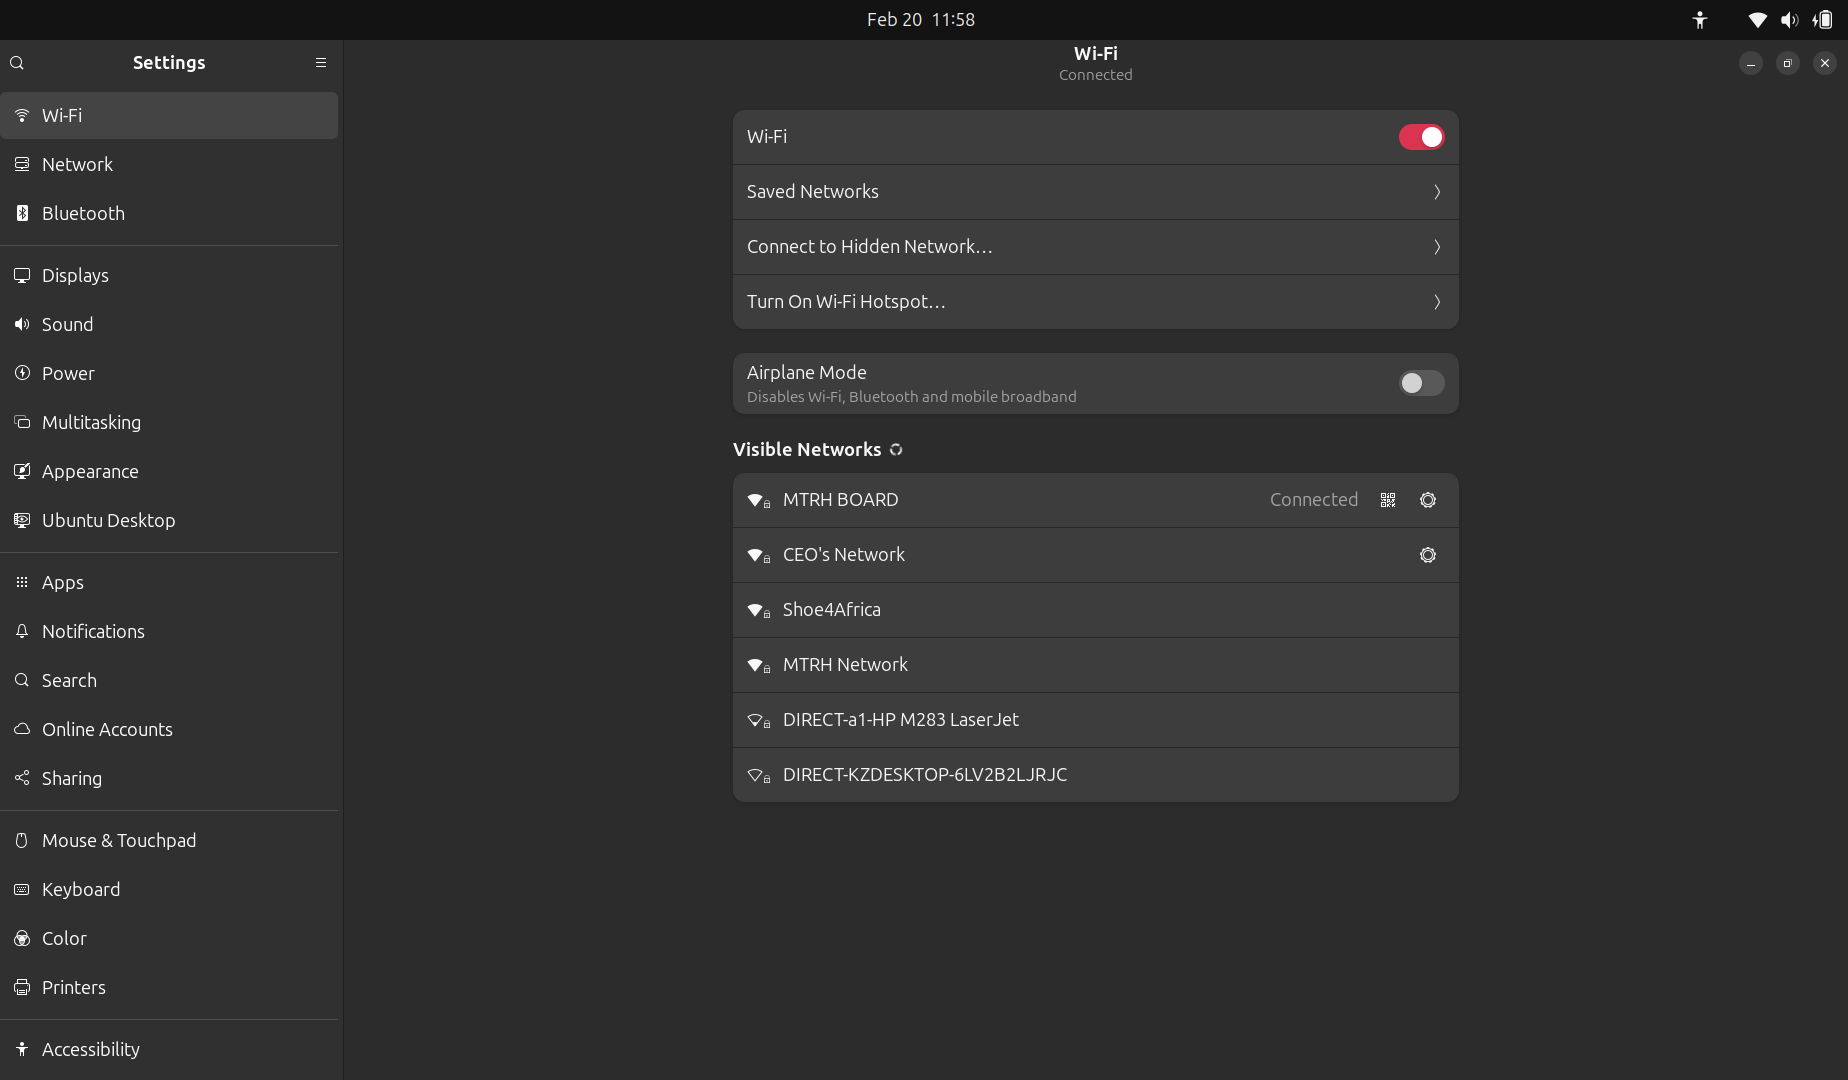 Feb 20 11:58
Settings
Wi-Fi
Connected
Wi-Fi
Network
Bluetooth
Displays
Sound
Power
Multitasking
Appearance
Ubuntu Desktop
Apps
Notifications
Search
Online Accounts
Sharing
Mouse & Touchpad
Keyboard
Color
Printers
Accessibility
Wi-Fi
Saved Networks
Connect to Hidden Network…
Turn On Wi-Fi Hotspot…
Airplane Mode
Disables Wi-Fi, Bluetooth and mobile broadband
Visible Networks
MTRH BOARD Connected
CEO's Network
Shoe4Africa
MTRH Network
DIRECT-a1-HP M283 LaserJet
DIRECT-KZDESKTOP-6LV2B2LJRJC